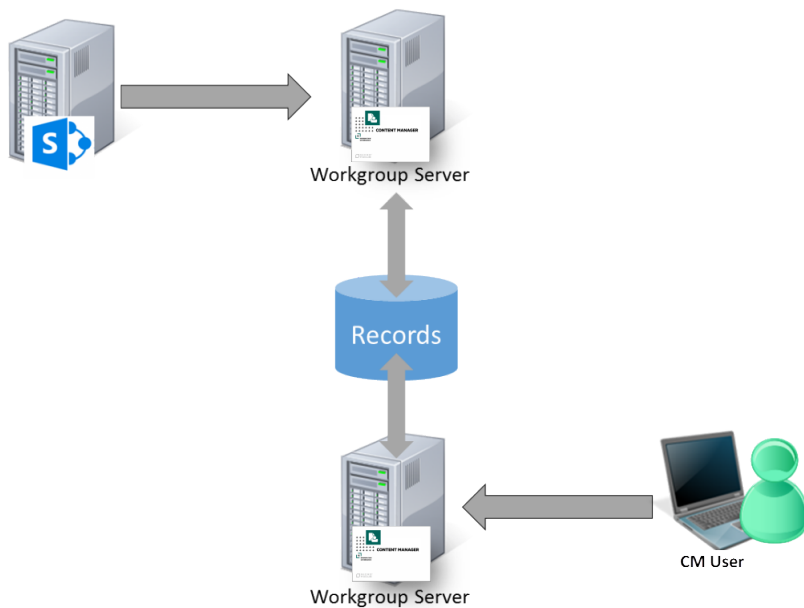 S
CONTENT MANAGER
Workgroup Server
Records
CONTENT MANAGER
Workgroup Server
CM User